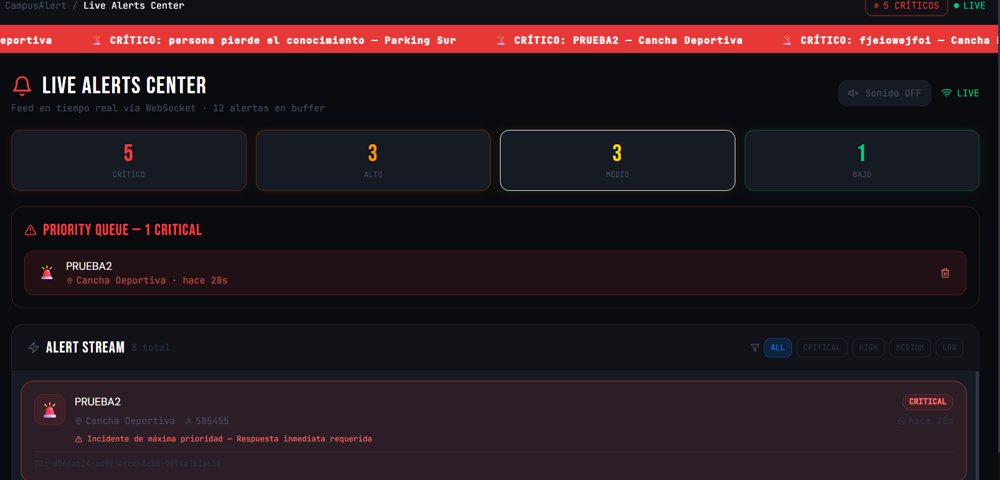 CampusAlert / Live Alerts Center
5 CRÍTICOS
LIVE
eportiva
CRÍTICO: persona pierde el conocimiento — Parking Sur
CRÍTICO: PRUEBA2 — Cancha Deportiva
CRÍTICO: fjeiowejfoi — Cancha
LIVE ALERTS CENTER
Feed en tiempo real vía WebSocket · 12 alertas en buffer
Sonido OFF
LIVE
5
CRÍTICO
3
ALTO
3
MEDIO
1
BAJO
PRIORITY QUEUE — 1 CRITICAL
PRUEBA2
Cancha Deportiva · hace 28s
ALERT STREAM 8 total
ALL
CRITICAL
HIGH
MEDIUM
LOW
PRUEBA2
CRITICAL
Cancha Deportiva 585455
hace 28s
Incidente de máxima prioridad — Respuesta inmediata requerida
ID: d066ab24-ad99-4fce-8c80-9f94a701e638